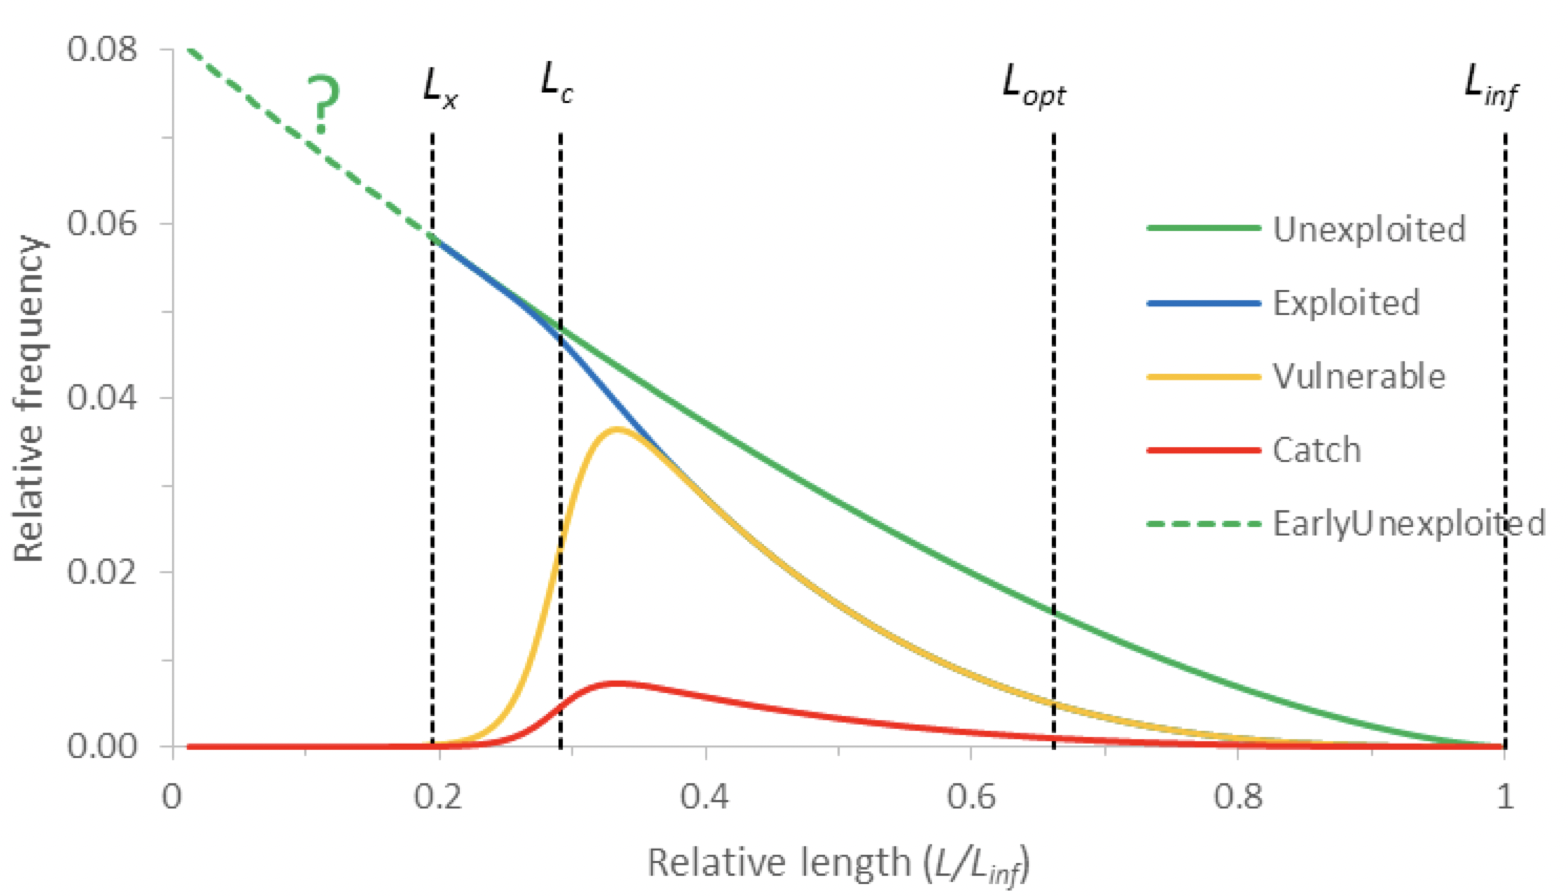 0.08
0.06
0.04
0.02
0.00
Relative frequency
?
Lx
Lc
Lopt
Linf
Unexploited
Exploited
Vulnerable
Catch
EarlyUnexploited
0 0.2 0.4 0.6 0.8 1
Relative length (L/Linf)